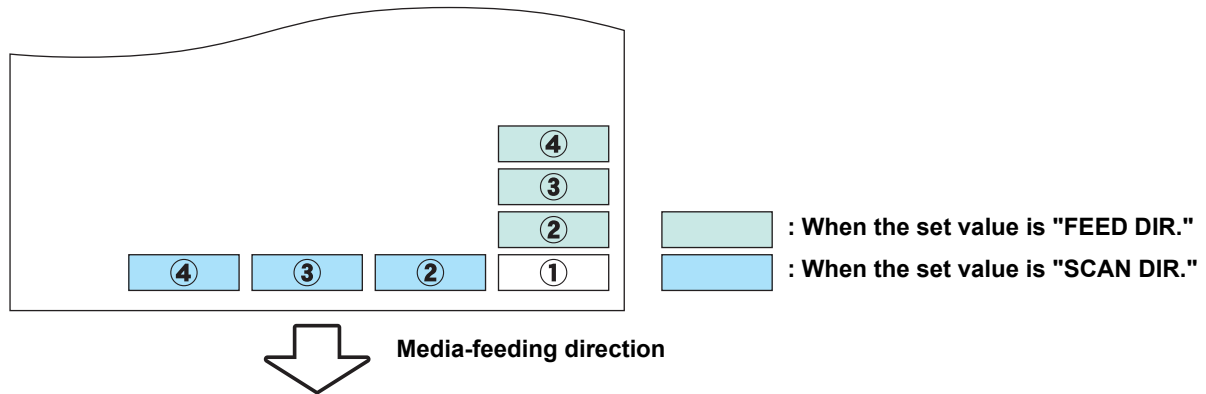 ④
③
②
: When the set value is "FEED DIR."
④ ③ ② ①
: When the set value is "SCAN DIR."
Media-feeding direction